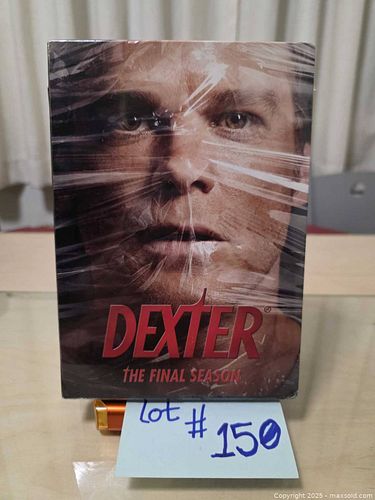 DEXTER
THE FINAL SEASON
Lot # 150
Copyright 2025 - maxsold.com